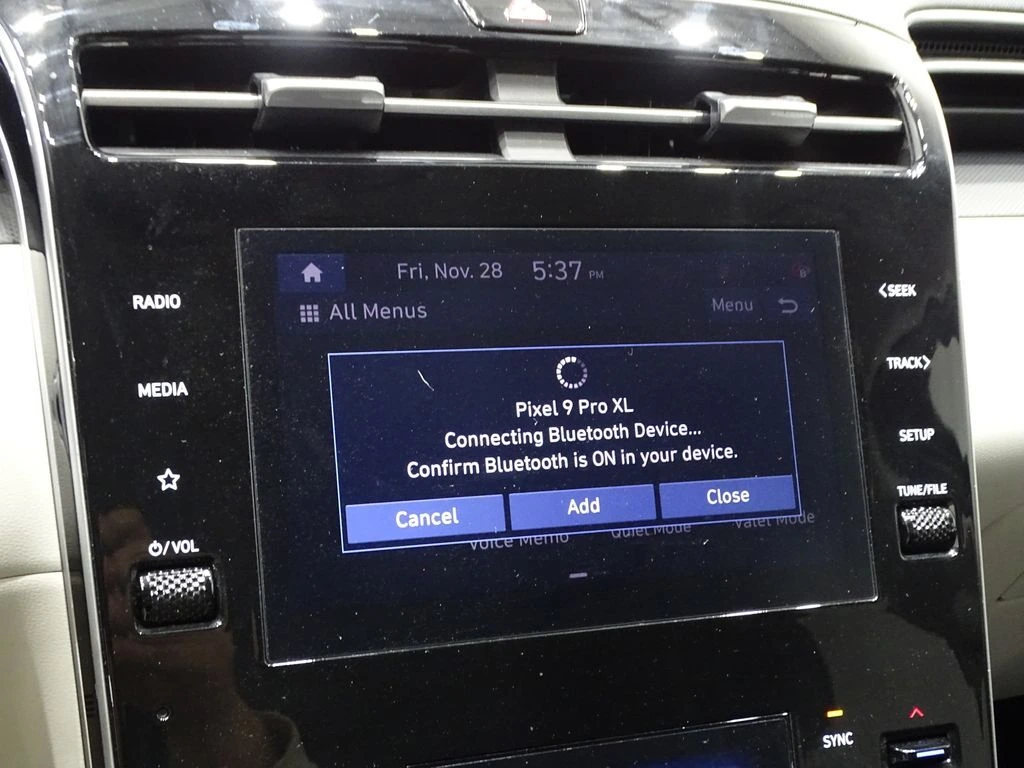 Fri, Nov. 28 5:37 PM
All Menus
Menu
RADIO
MEDIA
⏻/VOL
<SEEK
TRACK>
SETUP
TUNE/FILE
Pixel 9 Pro XL
Connecting Bluetooth Device...
Confirm Bluetooth is ON in your device.
Cancel
Add
Close
Voice Memo
Quiet Mode
Valet Mode
SYNC